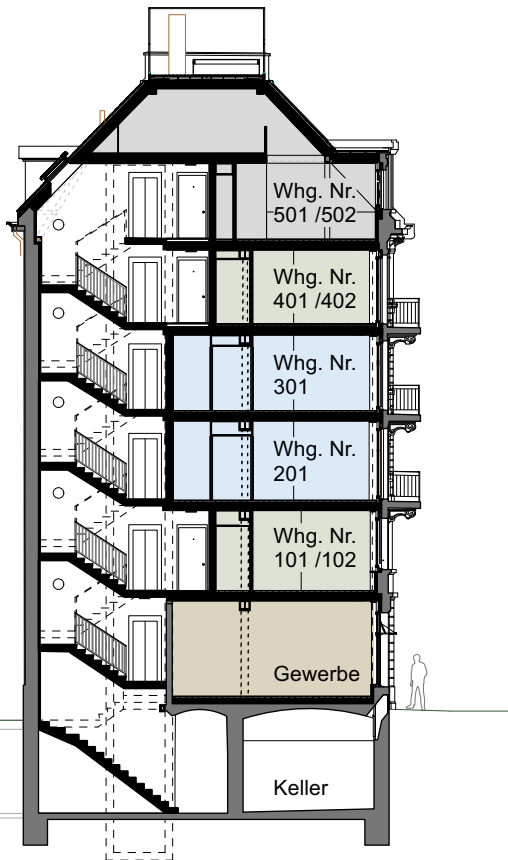 Whg. Nr.
501 /502
Whg. Nr.
401 /402
Whg. Nr.
301
Whg. Nr.
201
Whg. Nr.
101 /102
Gewerbe
Keller